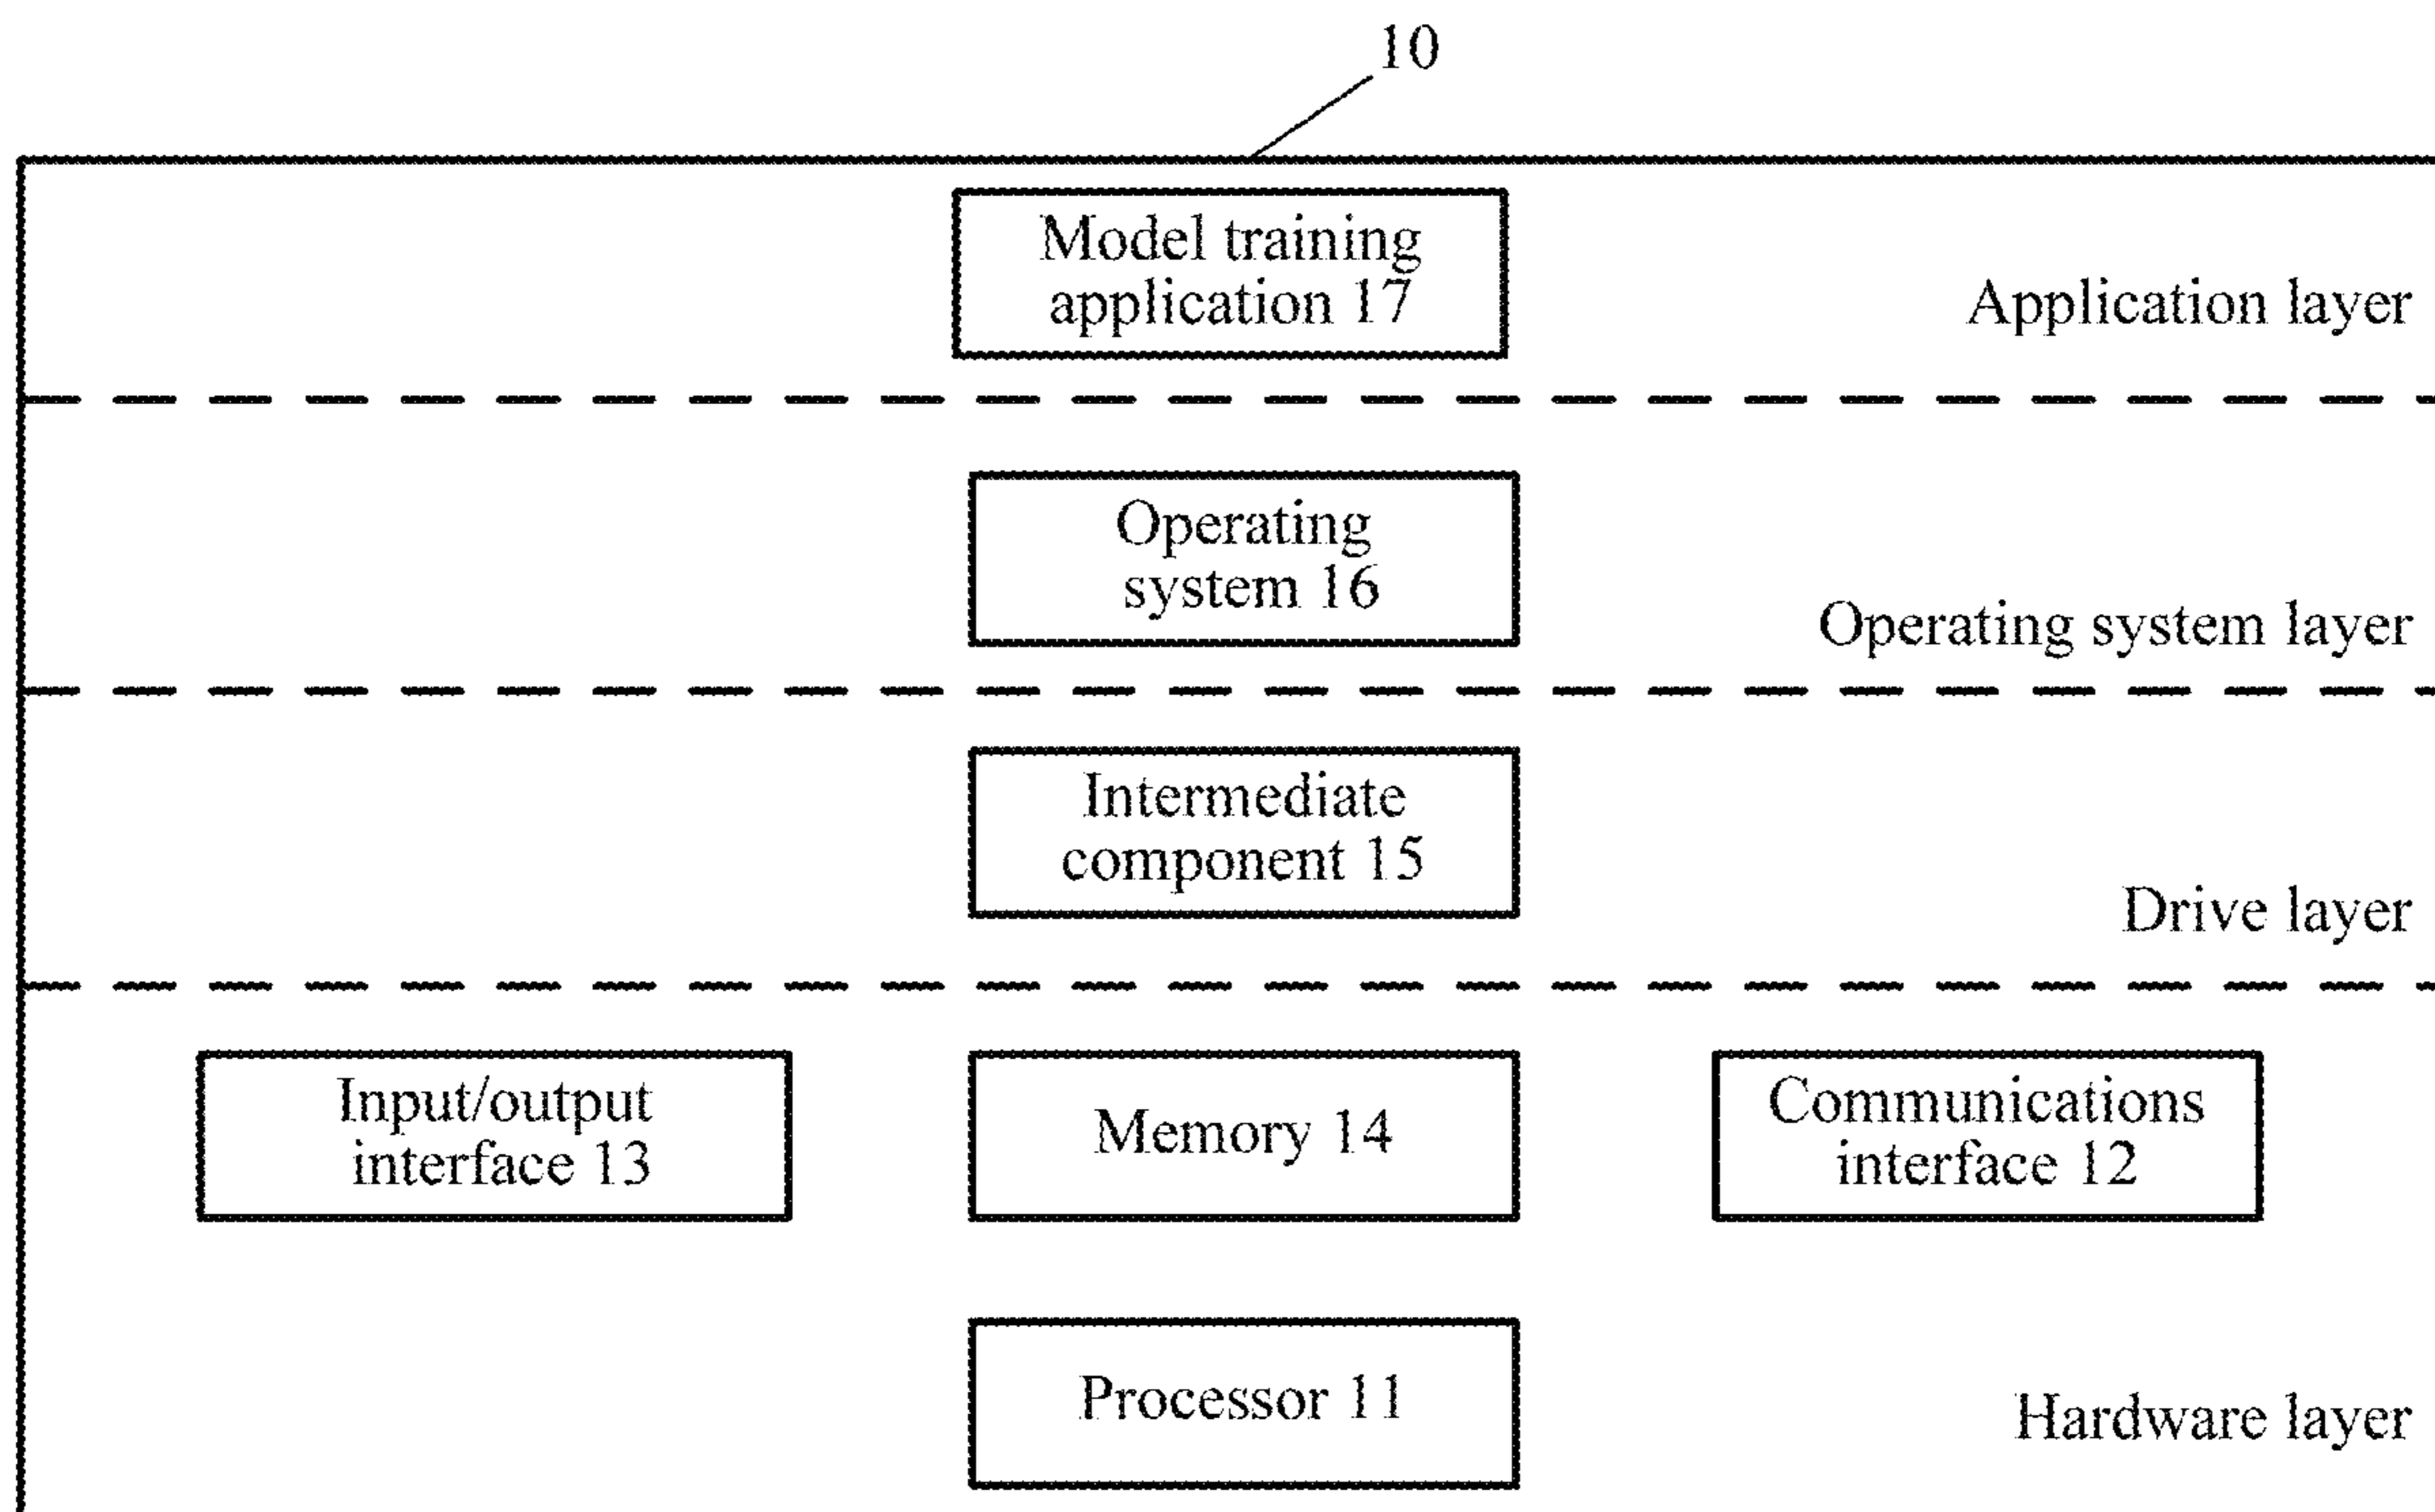 10
Model training
application 17
Application layer
Operating
system 16
Operating system layer
Intermediate
component 15
Drive layer
Input/output
interface 13
Memory 14
Communications
interface 12
Processor 11
Hardware layer